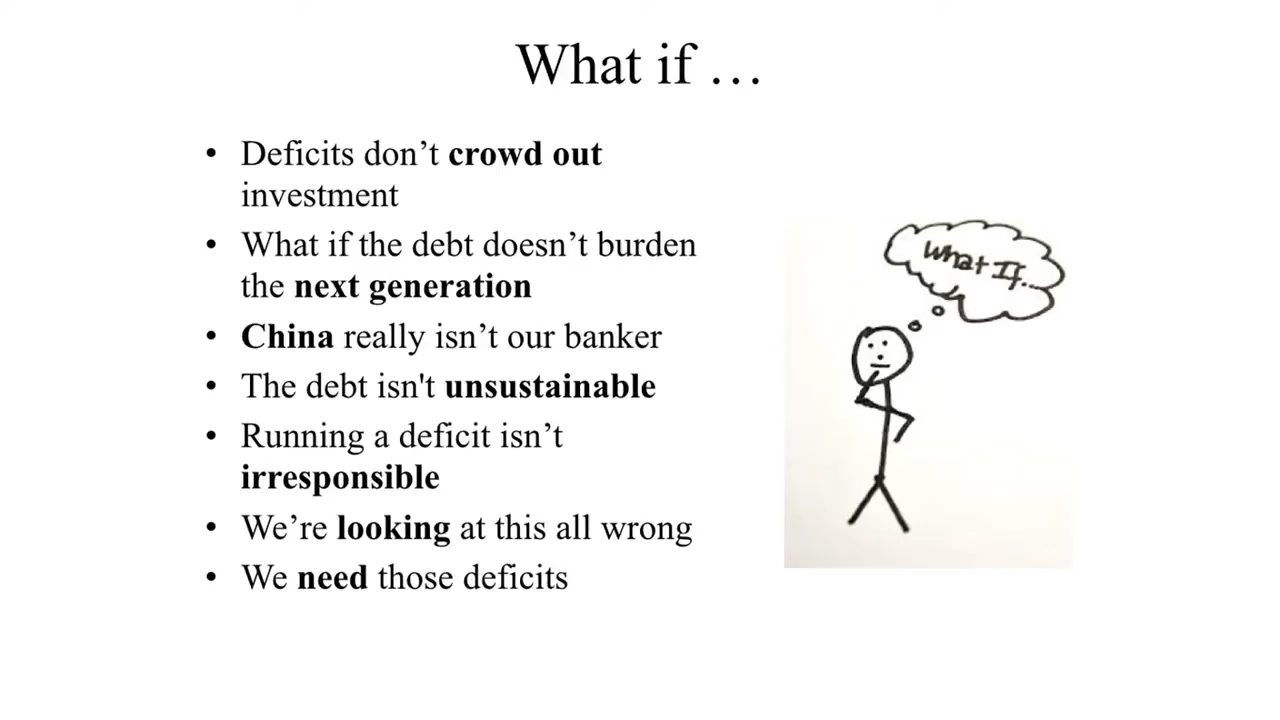 What if …
• Deficits don’t crowd out
investment
• What if the debt doesn’t burden
the next generation
• China really isn’t our banker
• The debt isn't unsustainable
• Running a deficit isn’t
irresponsible
• We’re looking at this all wrong
• We need those deficits
What If...